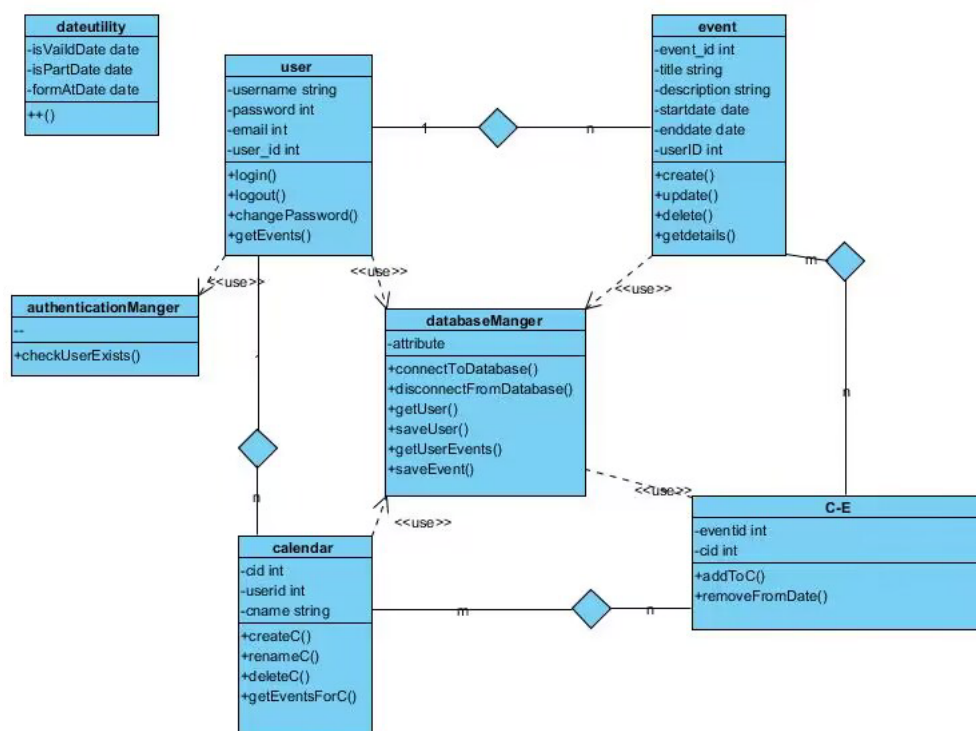 dateutility
-isVaildDate date
-isPartDate date
-formAtDate date
++()
user
-username string
-password int
-email int
-user_id int
+login()
+logout()
+changePassword()
+getEvents()
1
n
event
-event_id int
-title string
-description string
-startdate date
-enddate date
-userID int
+create()
+update()
+delete()
+getdetails()
m
n
<<use>>
<<use>>
<<use>>
authenticationManger
--
+checkUserExists()
databaseManger
-attribute
+connectToDatabase()
+disconnectFromDatabase()
+getUser()
+saveUser()
+getUserEvents()
+saveEvent()
n
<<use>>
<<use>>
calendar
-cid int
-userid int
-cname string
+createC()
+renameC()
+deleteC()
+getEventsForC()
m
n
C-E
-eventid int
-cid int
+addToC()
+removeFromDate()